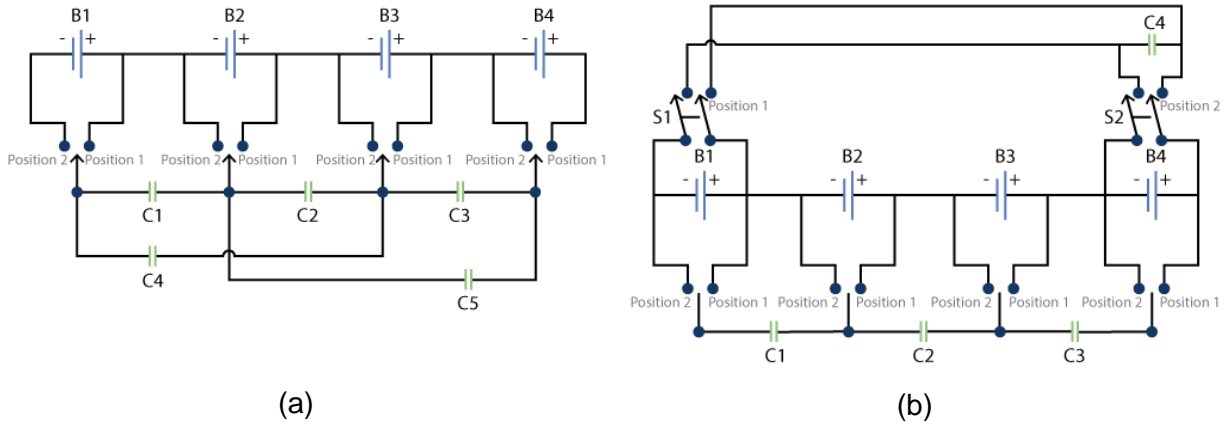 B1 B2 B3 B4
- + - + - + - +
Position 2 Position 1 Position 2 Position 1 Position 2 Position 1 Position 2 Position 1
C1 C2 C3
C4
C5
(a)
C4
Position 1 Position 2
S1 S2
B1 B2 B3 B4
- + - + - + - +
Position 2 Position 1 Position 2 Position 1 Position 2 Position 1 Position 2 Position 1
C1 C2 C3
(b)